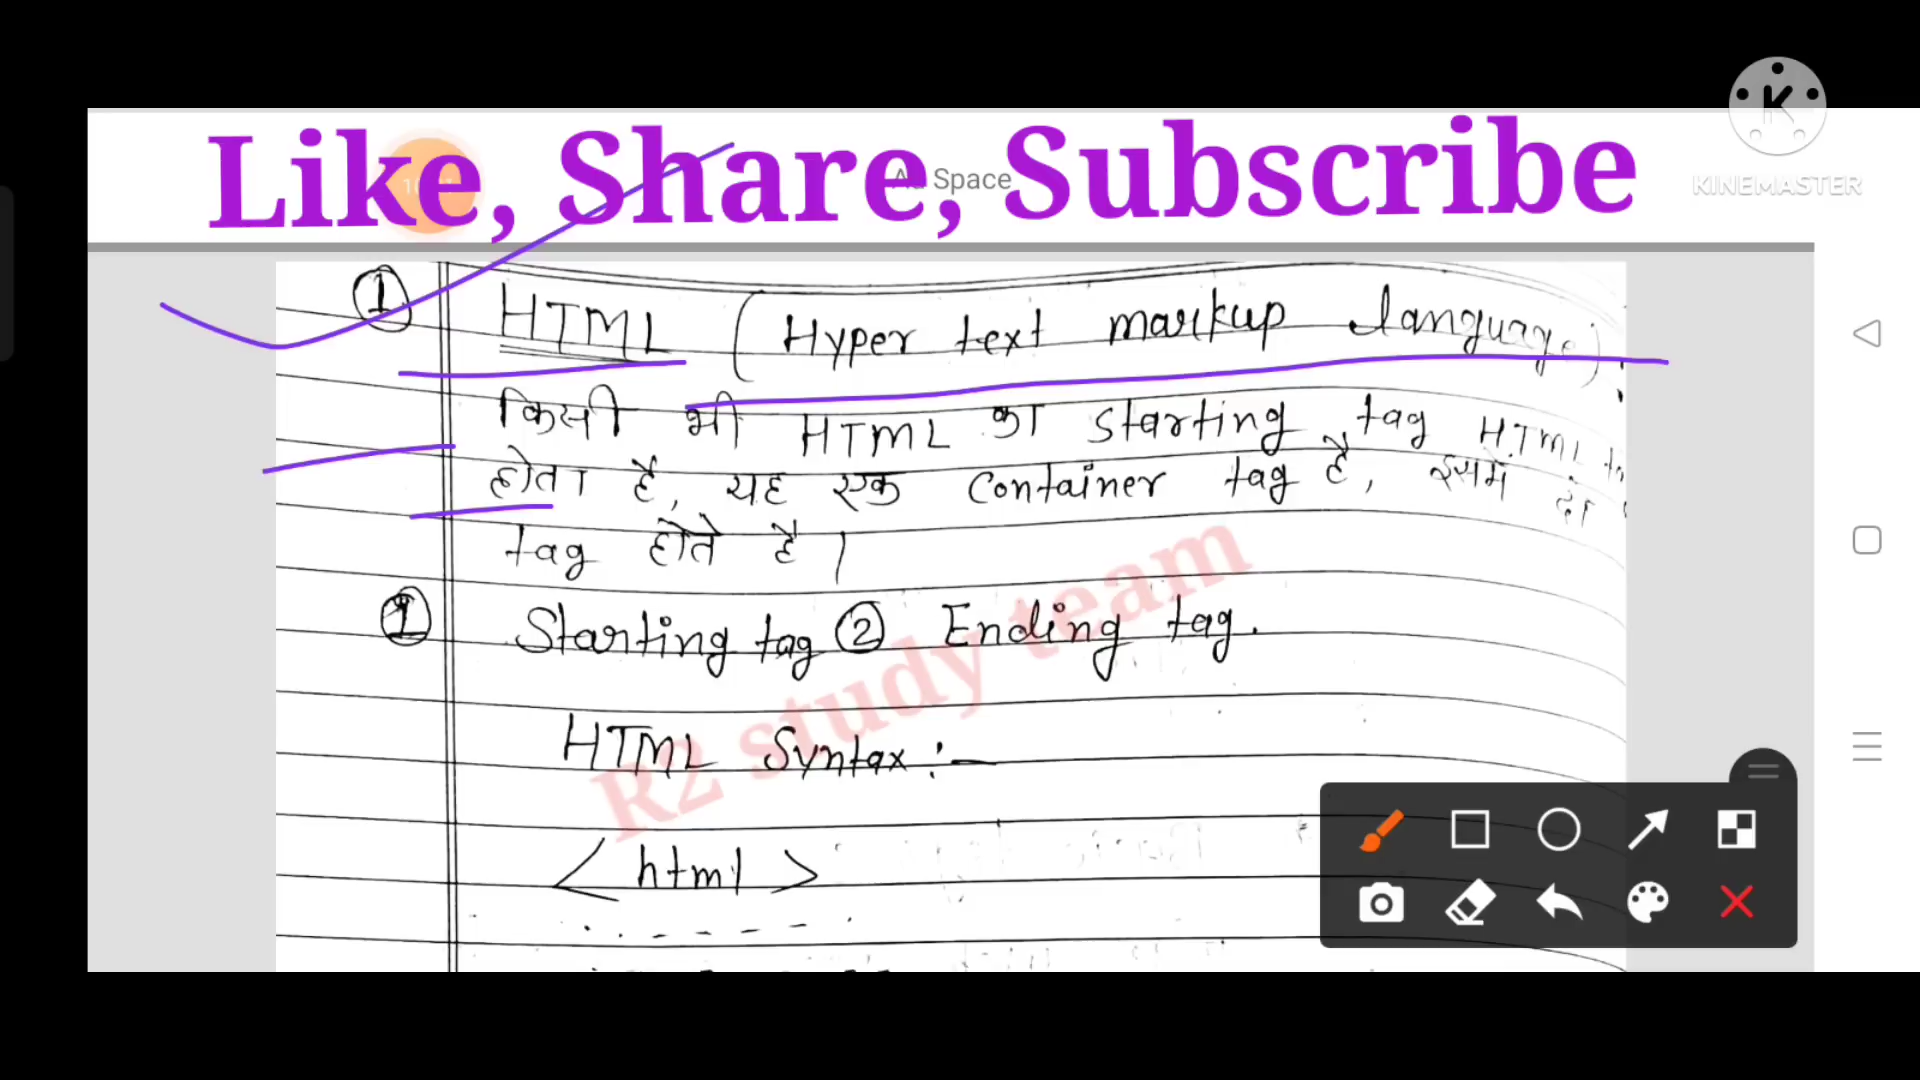 Like, Share, Subscribe
Space
KINEMASTER
① HTML (Hyper text markup language)
किसी भी HTML का starting tag HTML
होता है, यह एक container tag है, इसमें
tag होते है।
① Starting tag ② Ending tag.
HTML Syntax :-
< html >
R2 study team